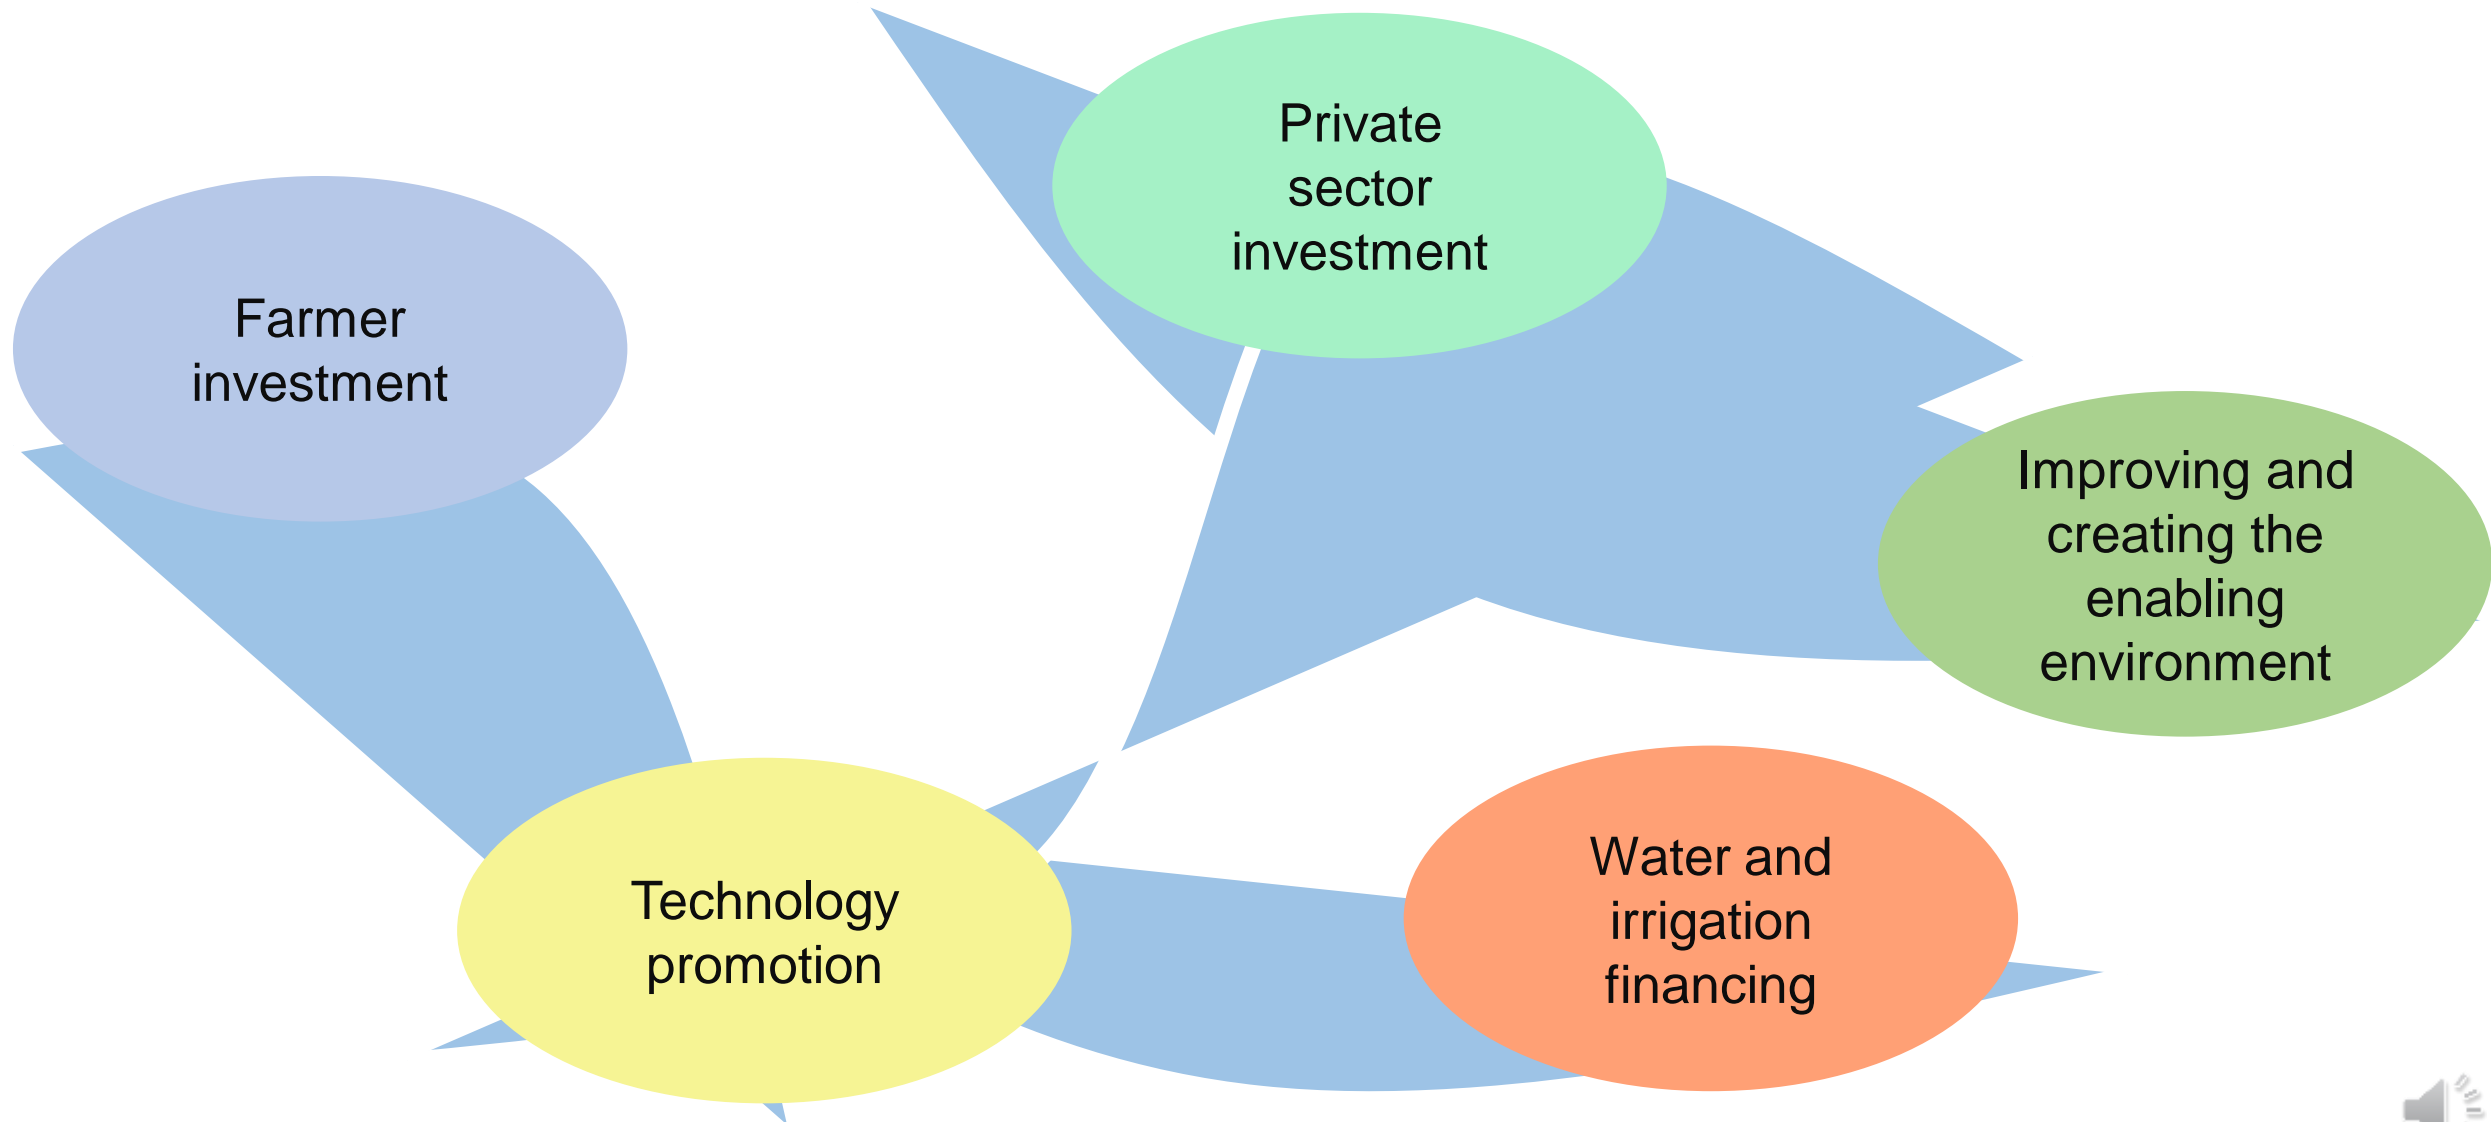 Private
sector
investment
Farmer
investment
Improving and
creating the
enabling
environment
Technology
promotion
Water and
irrigation
financing